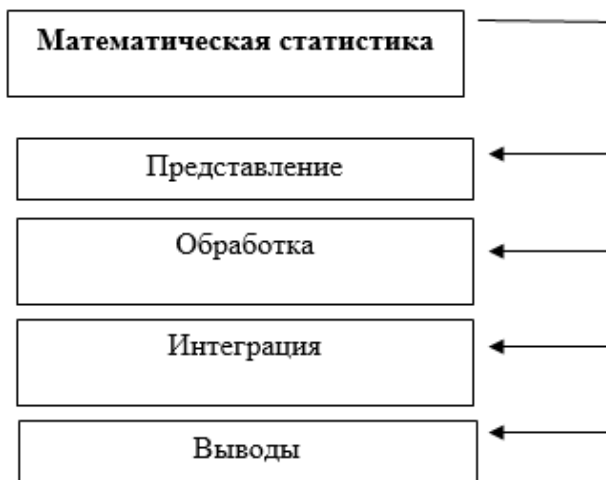 Математическая статистика
Представление
Обработка
Интеграция
Выводы